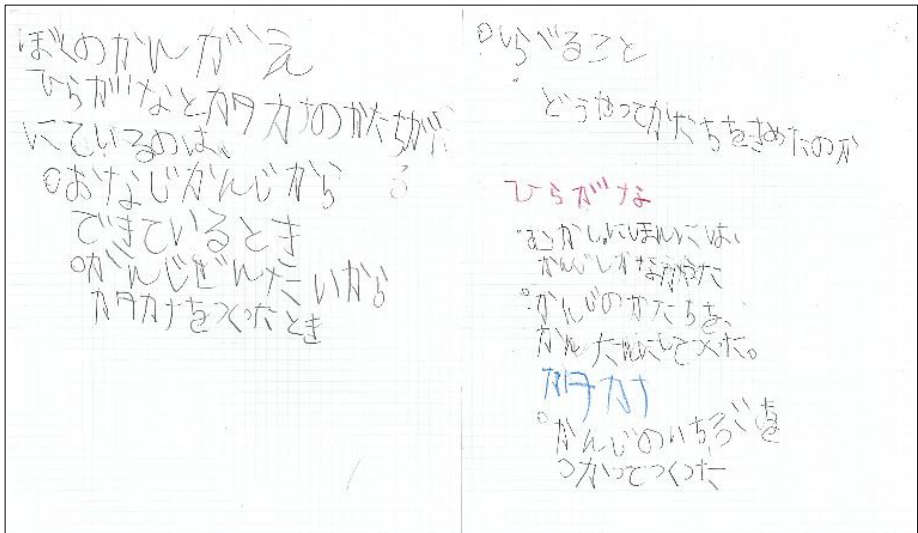 ぼくのかんがえ
ひらがなとカタカナのかたちが
にているのは、
○おなじかんじから
できているとき
○かんじぜんたいから
カタカナをつくったとき
○しらべること
どうやってかたちをきめたのか
ひらがな
○むかし、にほんには、
かんじしかなかった
○かんじのかたちを、
かんたんにしてつくった。
カタカナ
○かんじのいちぶを
つかってつくった